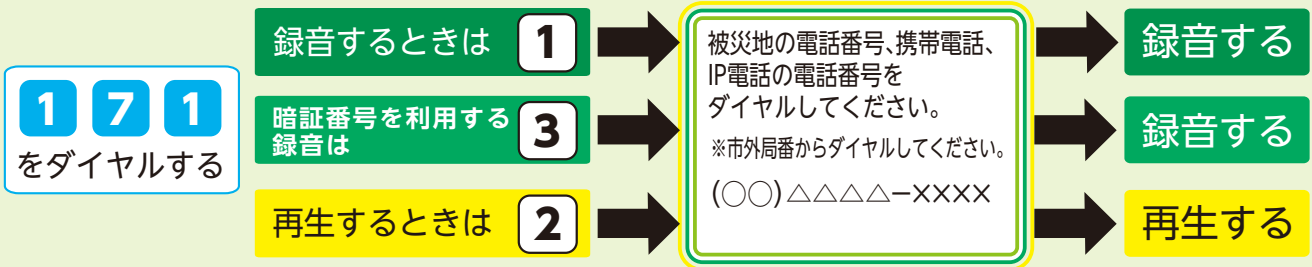 171
をダイヤルする
録音するときは 1
暗証番号を利用する
録音は 3
再生するときは 2
被災地の電話番号、携帯電話、
IP電話の電話番号を
ダイヤルしてください。
※市外局番からダイヤルしてください。
(○○)△△△△ー××××
録音する
録音する
再生する